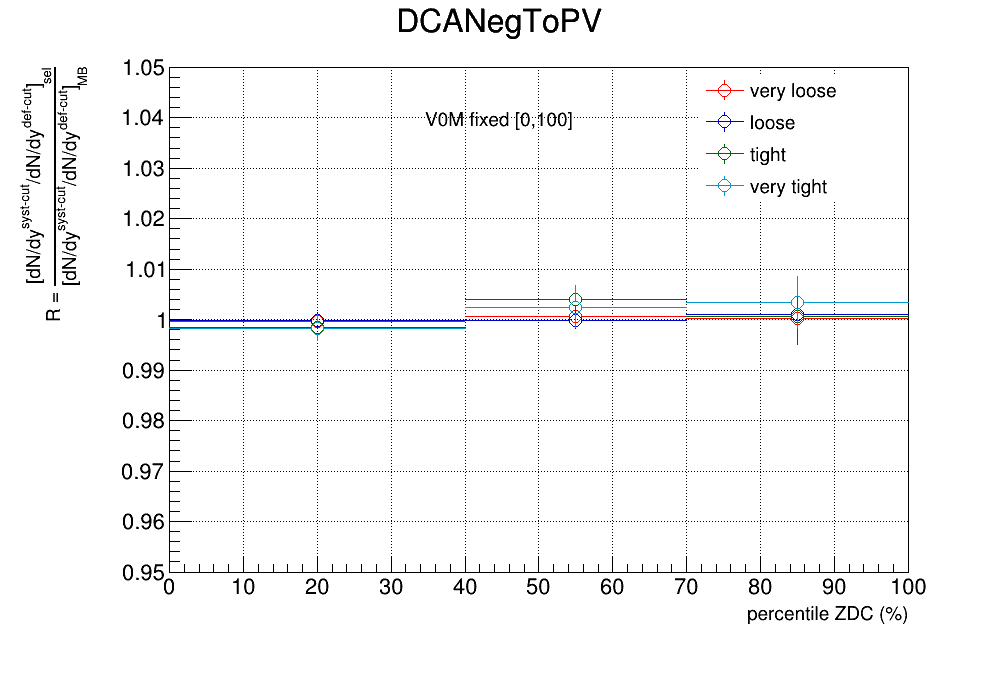 DCANegToPV
R = [dN/dy^syst-cut/dN/dy^def-cut]_sel
[dN/dy^syst-cut/dN/dy^def-cut]_MB
1.05
1.04
1.03
1.02
1.01
1
0.99
0.98
0.97
0.96
0.95
V0M fixed [0,100]
very loose
loose
tight
very tight
0 10 20 30 40 50 60 70 80 90 100
percentile ZDC (%)